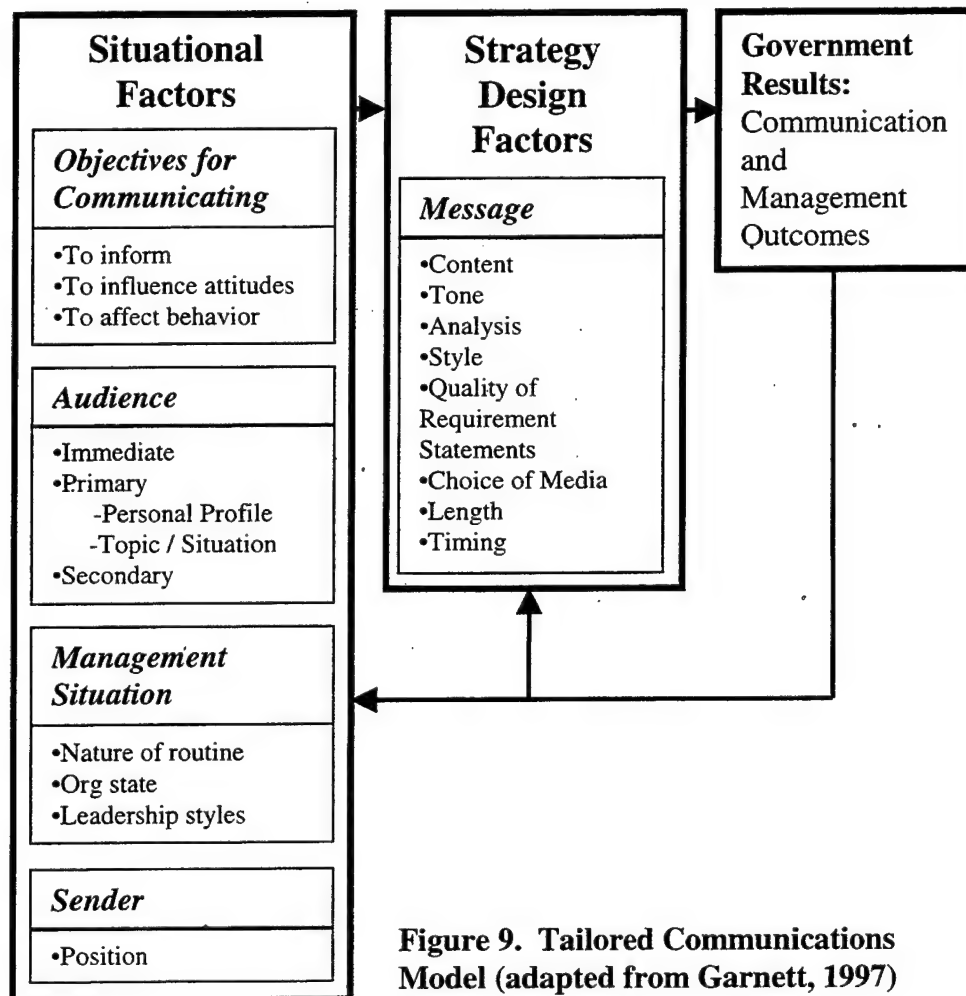 Situational
Factors
Objectives for
Communicating
•To inform
•To influence attitudes
•To affect behavior
Audience
•Immediate
•Primary
-Personal Profile
-Topic / Situation
•Secondary
Management
Situation
•Nature of routine
•Org state
•Leadership styles
Sender
•Position
Strategy
Design
Factors
Message
•Content
•Tone
•Analysis
•Style
•Quality of
Requirement
Statements
•Choice of Media
•Length
•Timing
Government
Results:
Communication
and
Management
Outcomes
Figure 9. Tailored Communications
Model (adapted from Garnett, 1997)